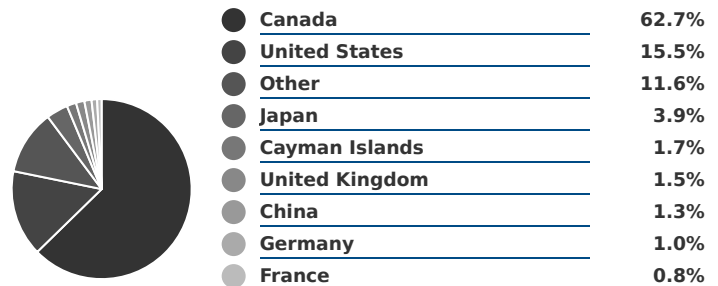 Canada 62.7%
United States 15.5%
Other 11.6%
Japan 3.9%
Cayman Islands 1.7%
United Kingdom 1.5%
China 1.3%
Germany 1.0%
France 0.8%